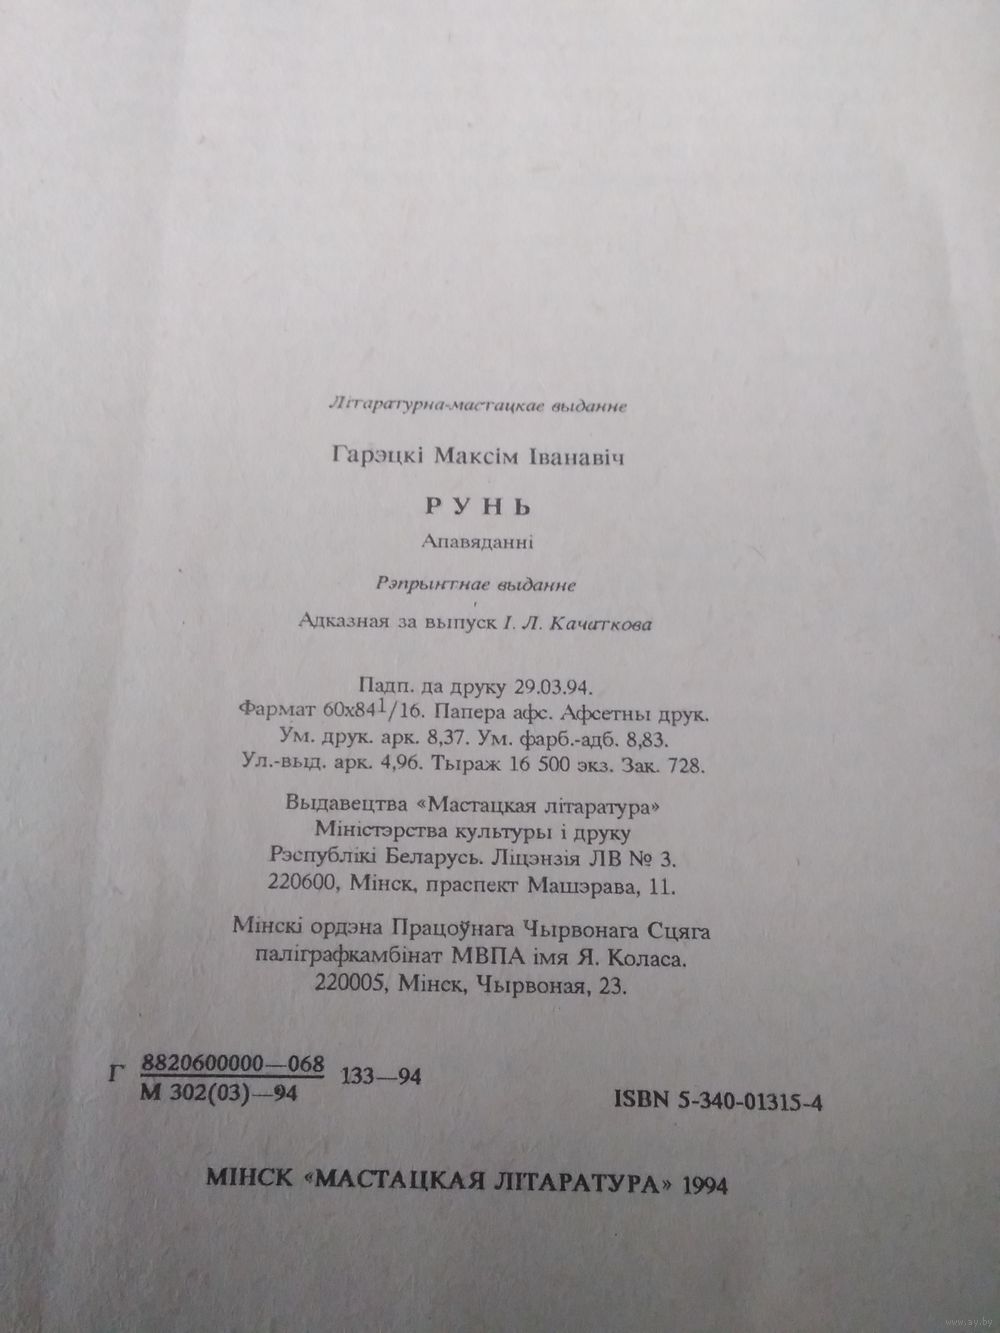 Літаратурна-мастацкае выданне
Гарэцкі Максім Іванавіч
РУНЬ
Апавяданні
Рэпрынтнае выданне
Адказная за выпуск І. Л. Качаткова
Падп. да друку 29.03.94.
Фармат 60х84¹/16. Папера афс. Афсетны друк.
Ум. друк. арк. 8,37. Ум. фарб.-адб. 8,83.
Ул.-выд. арк. 4,96. Тыраж 16 500 экз. Зак. 728.
Выдавецтва «Мастацкая літаратура»
Міністэрства культуры і друку
Рэспублікі Беларусь. Ліцэнзія ЛВ № 3.
220600, Мінск, праспект Машэрава, 11.
Мінскі ордэна Працоўнага Чырвонага Сцяга
паліграфкамбінат МВПА імя Я. Коласа.
220005, Мінск, Чырвоная, 23.
Г 8820600000—068 133—94
М 302(03)—94
ISBN 5-340-01315-4
МІНСК «МАСТАЦКАЯ ЛІТАРАТУРА» 1994
www.ay.by